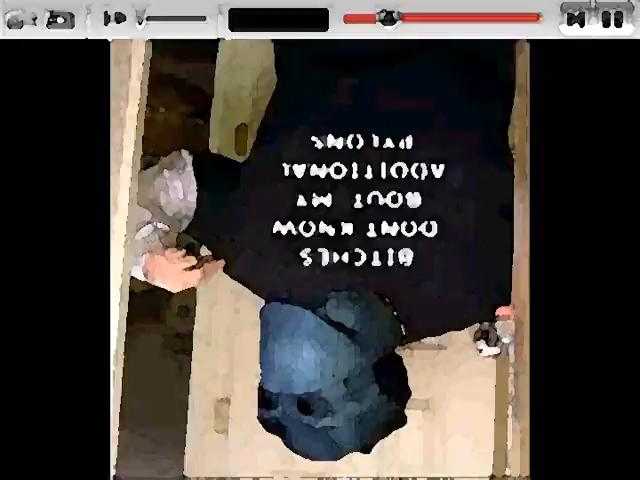 BITCHES
DONT KNOW
BOUT MY
ADDITIONAL
PYLONS